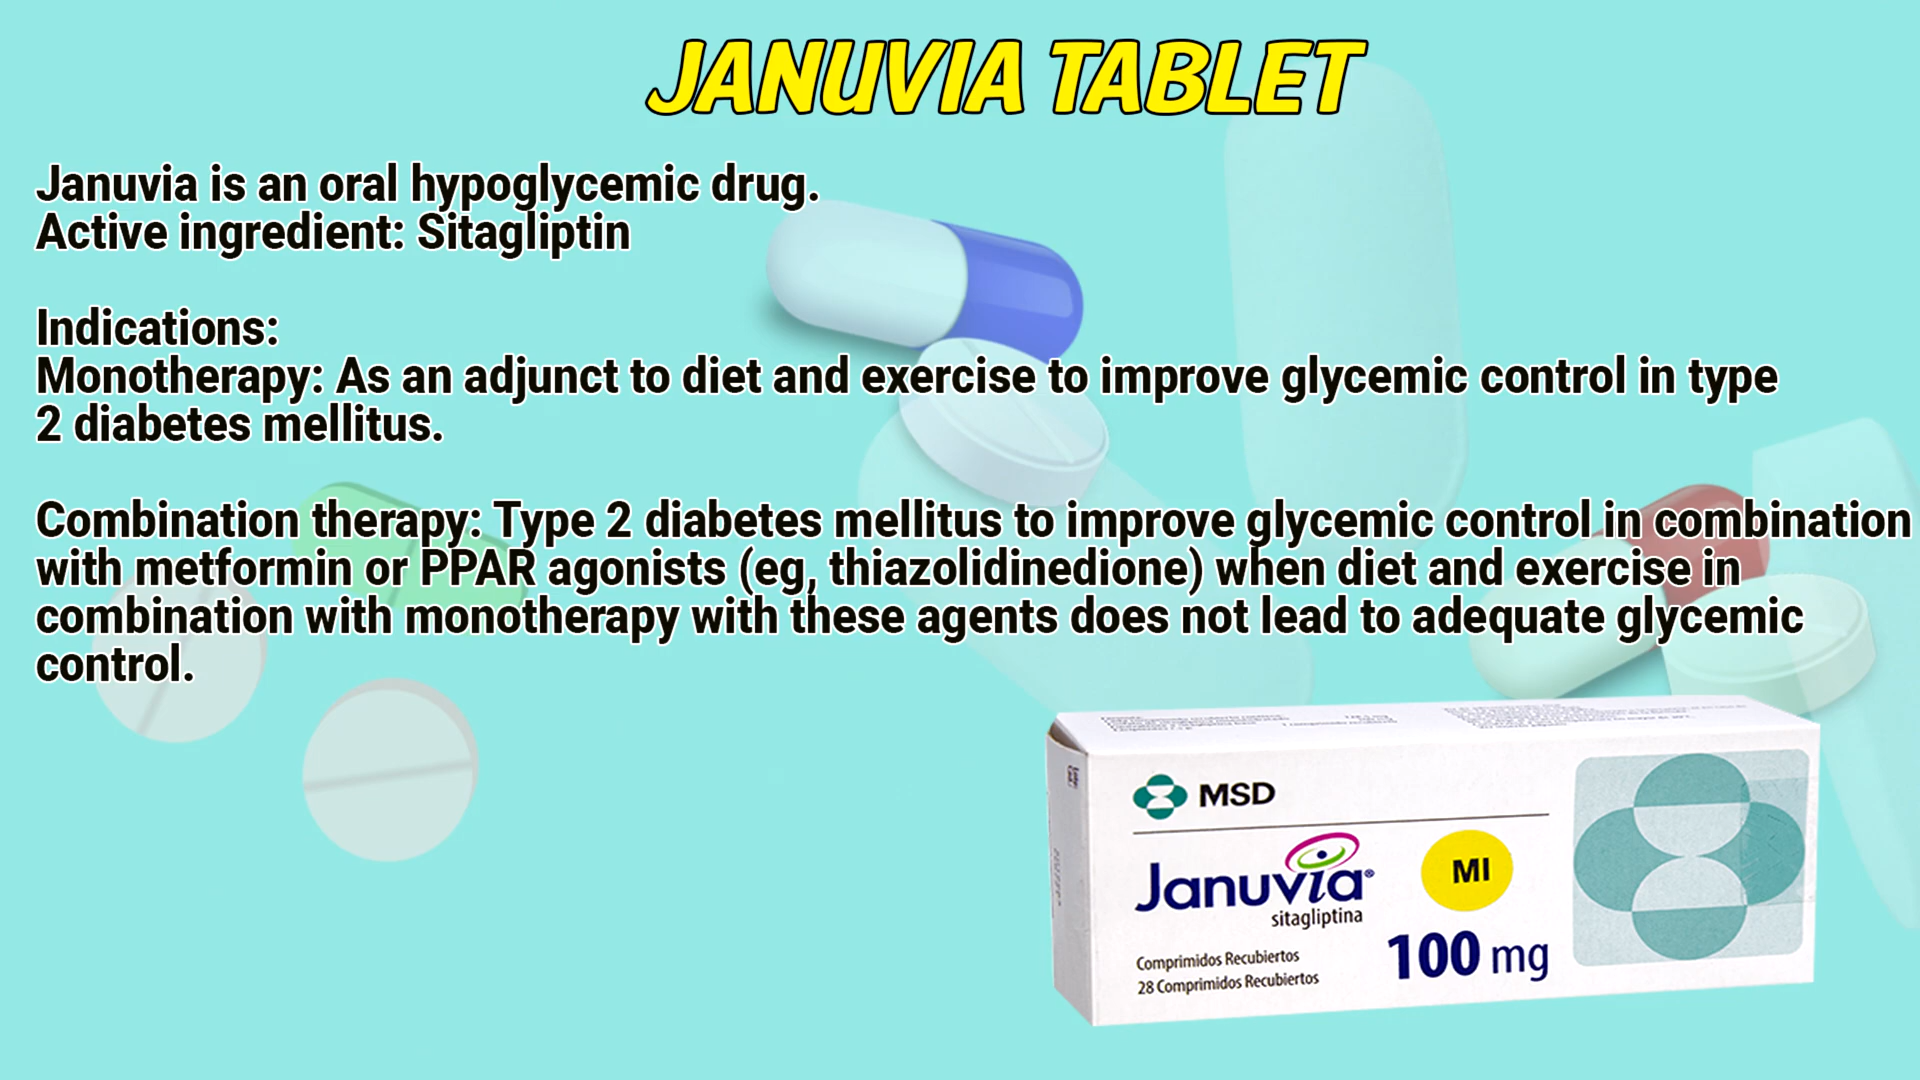 JANUVIA TABLET
Januvia is an oral hypoglycemic drug.
Active ingredient: Sitagliptin
Indications:
Monotherapy: As an adjunct to diet and exercise to improve glycemic control in type
2 diabetes mellitus.
Combination therapy: Type 2 diabetes mellitus to improve glycemic control in combination
with metformin or PPAR agonists (eg, thiazolidinedione) when diet and exercise in
combination with monotherapy with these agents does not lead to adequate glycemic
control.
MSD
Januvia®
sitagliptina
MI
100 mg
Comprimidos Recubiertos
28 Comprimidos Recubiertos